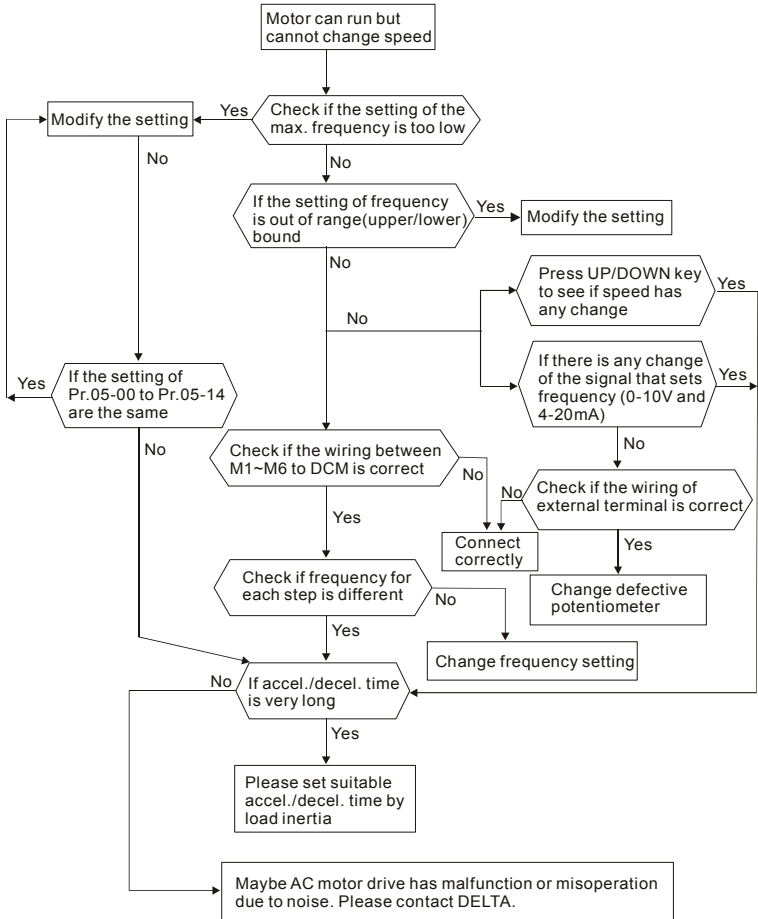 Motor can run but
cannot change speed
Check if the setting of the
max. frequency is too low
Yes
Modify the setting
No
No
If the setting of frequency
is out of range(upper/lower)
bound
Yes
Modify the setting
No
No
Press UP/DOWN key
to see if speed has
any change
Yes
If there is any change
of the signal that sets
frequency (0-10V and
4-20mA)
Yes
No
If the setting of
Pr.05-00 to Pr.05-14
are the same
Yes
No
Check if the wiring between
M1~M6 to DCM is correct
No
Yes
Check if the wiring of
external terminal is correct
No
Yes
Connect
correctly
Change defective
potentiometer
Check if frequency for
each step is different
No
Yes
Change frequency setting
If accel./decel. time
is very long
No
Yes
Please set suitable
accel./decel. time by
load inertia
Maybe AC motor drive has malfunction or misoperation
due to noise. Please contact DELTA.